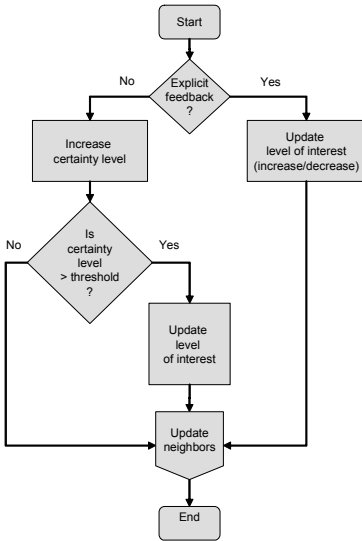 Start
Explicit
feedback
?
No
Yes
Increase
certainty level
Update
level of interest
(increase/decrease)
Is
certainty
level
> threshold
?
No
Yes
Update
level
of interest
Update
neighbors
End